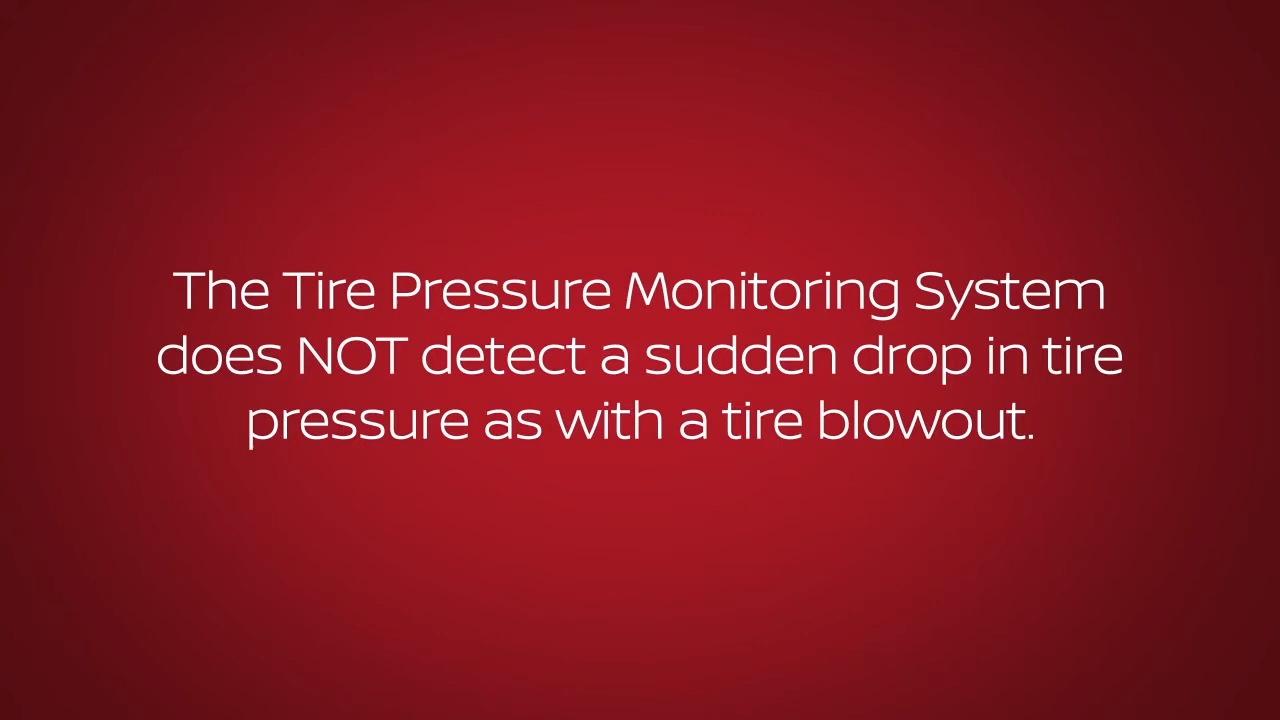 The Tire Pressure Monitoring System
does NOT detect a sudden drop in tire
pressure as with a tire blowout.